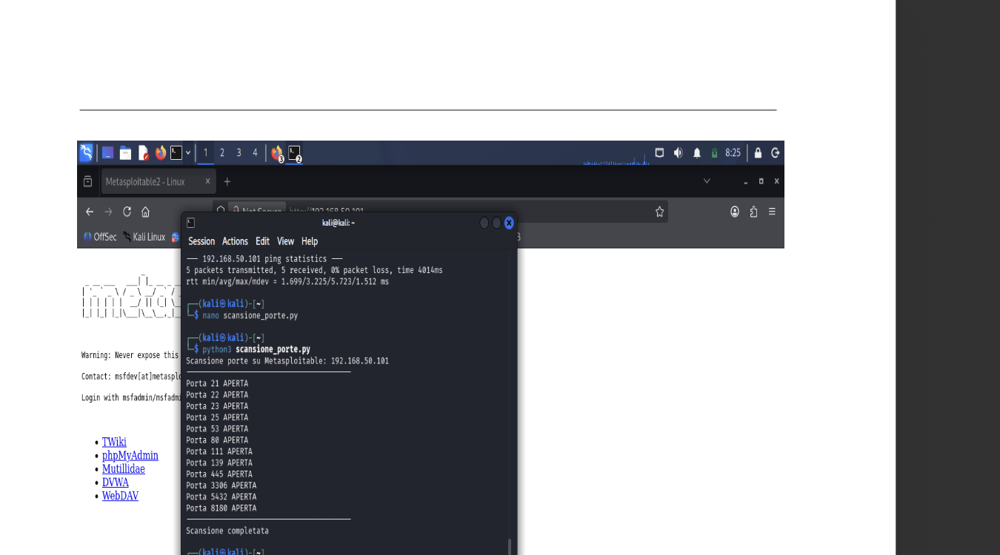 1 2 3 4 3 2 8:25
Metasploitable2 - Linux
Not Secure http://192.168.50.101
OffSec Kali Linux
kali@kali: ~
Session Actions Edit View Help
— 192.168.50.101 ping statistics —
5 packets transmitted, 5 received, 0% packet loss, time 4014ms
rtt min/avg/max/mdev = 1.699/3.225/5.723/1.512 ms
(kali㉿kali)-[~]
$ nano scansione_porte.py
(kali㉿kali)-[~]
$ python3 scansione_porte.py
Scansione porte su Metasploitable: 192.168.50.101
Porta 21 APERTA
Porta 22 APERTA
Porta 23 APERTA
Porta 25 APERTA
Porta 53 APERTA
Porta 80 APERTA
Porta 111 APERTA
Porta 139 APERTA
Porta 445 APERTA
Porta 3306 APERTA
Porta 5432 APERTA
Porta 8180 APERTA
Scansione completata
(kali㉿kali)-[~]
Warning: Never expose this
Contact: msfdev[at]metasplo
Login with msfadmin/msfadmi
• TWiki
• phpMyAdmin
• Mutillidae
• DVWA
• WebDAV